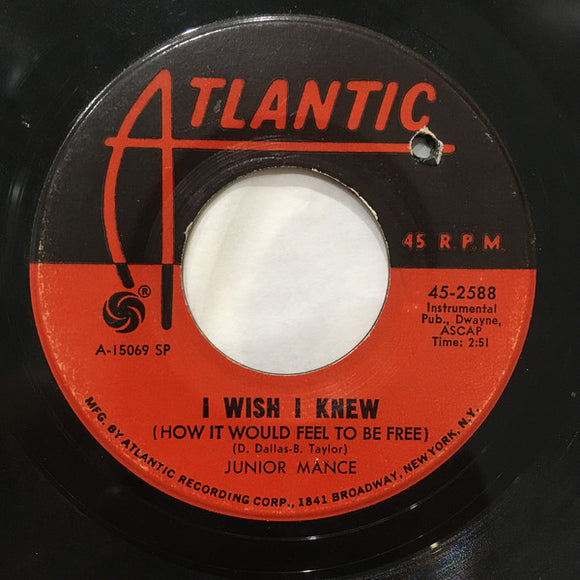 ATLANTIC
45 R.P.M.
®
45-2588
Instrumental
Pub., Dwayne,
ASCAP
Time: 2:51
A-15069 SP
I WISH I KNEW
(HOW IT WOULD FEEL TO BE FREE)
(D. Dallas-B. Taylor)
JUNIOR MANCE
MFG. BY ATLANTIC RECORDING CORP., 1841 BROADWAY, NEW YORK, N.Y.